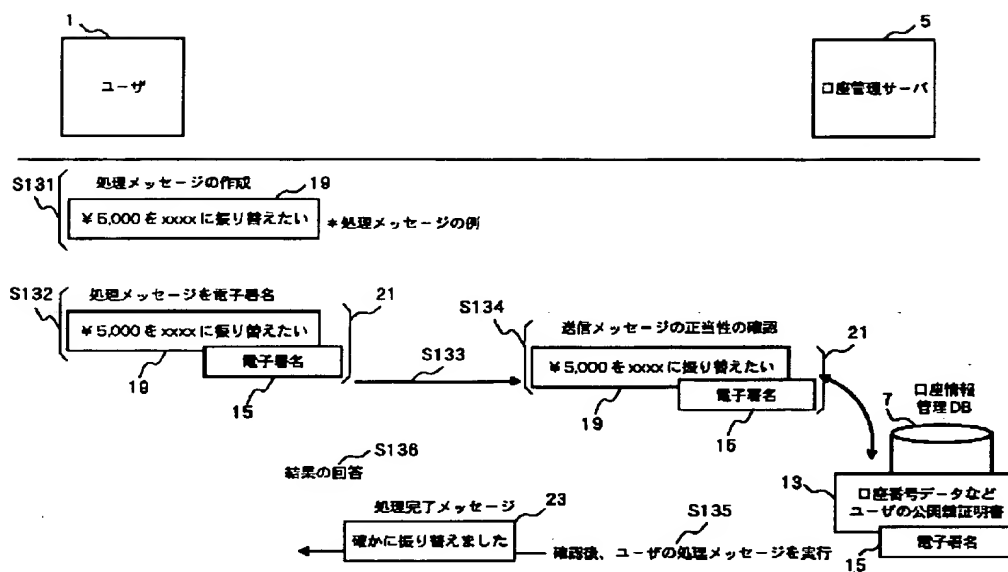 1
ユーザ
5
口座管理サーバ
S131
処理メッセージの作成
19
¥5,000をxxxxに振り替えたい
*処理メッセージの例
S132
処理メッセージを電子署名
21
¥5,000をxxxxに振り替えたい
電子署名
19
15
S133
S134
送信メッセージの正当性の確認
21
¥5,000をxxxxに振り替えたい
電子署名
19
15
口座情報
管理DB
7
13
口座番号データなど
ユーザの公開鍵証明書
電子署名
15
S136
結果の回答
処理完了メッセージ
23
確かに振り替えました
S135
確認後、ユーザの処理メッセージを実行